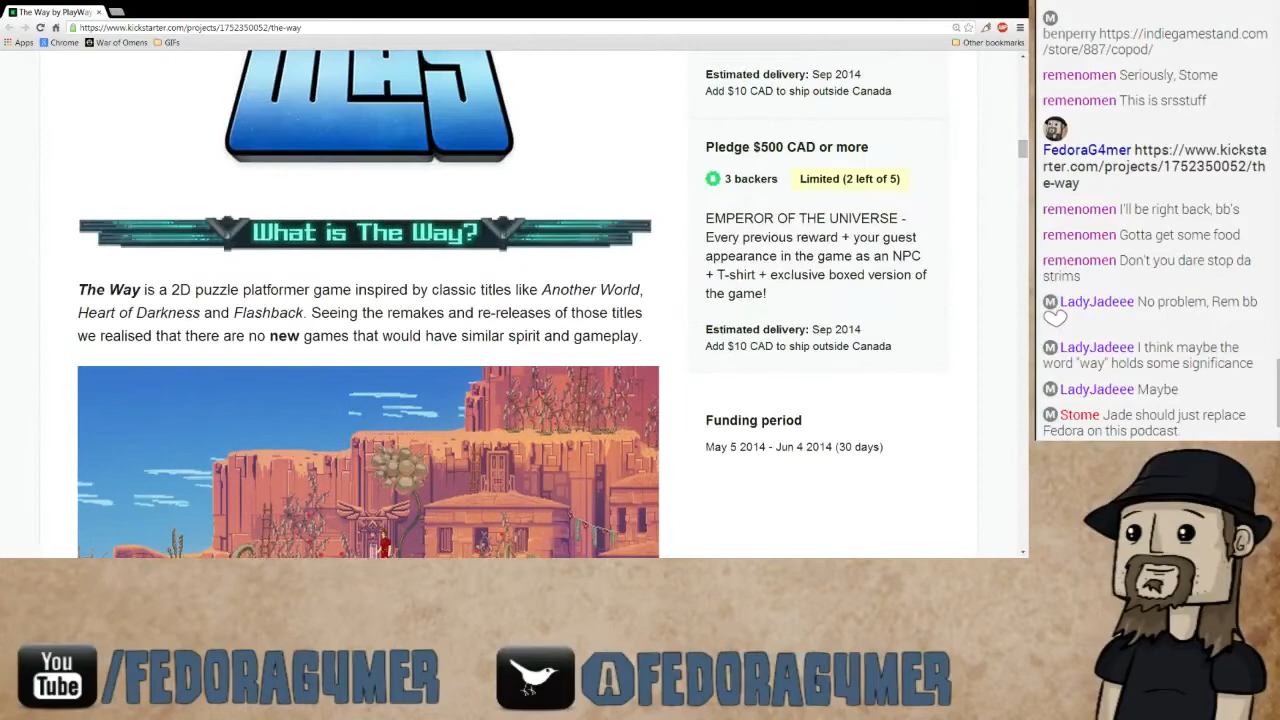 The Way by PlayWay
https://www.kickstarter.com/projects/1752350052/the-way
Apps Chrome War of Omens GIFs Other bookmarks
WAY
What is The Way?
The Way is a 2D puzzle platformer game inspired by classic titles like Another World,
Heart of Darkness and Flashback. Seeing the remakes and re-releases of those titles
we realised that there are no new games that would have similar spirit and gameplay.
Estimated delivery: Sep 2014
Add $10 CAD to ship outside Canada
Pledge $500 CAD or more
3 backers Limited (2 left of 5)
EMPEROR OF THE UNIVERSE -
Every previous reward + your guest
appearance in the game as an NPC
+ T-shirt + exclusive boxed version of
the game!
Estimated delivery: Sep 2014
Add $10 CAD to ship outside Canada
Funding period
May 5 2014 - Jun 4 2014 (30 days)
M
benperry https://indiegamestand.com
/store/887/copod/
remenomen Seriously, Stome
remenomen This is srsstuff
FedoraG4mer https://www.kicksta
rter.com/projects/1752350052/th
e-way
remenomen I'll be right back, bb's
remenomen Gotta get some food
remenomen Don't you dare stop da
strims
M LadyJadeee No problem, Rem bb
M LadyJadeee I think maybe the
word "way" holds some significance
M LadyJadeee Maybe
M Stome Jade should just replace
Fedora on this podcast.
You
Tube
/FEDORAG4MER
@FEDORAG4MER